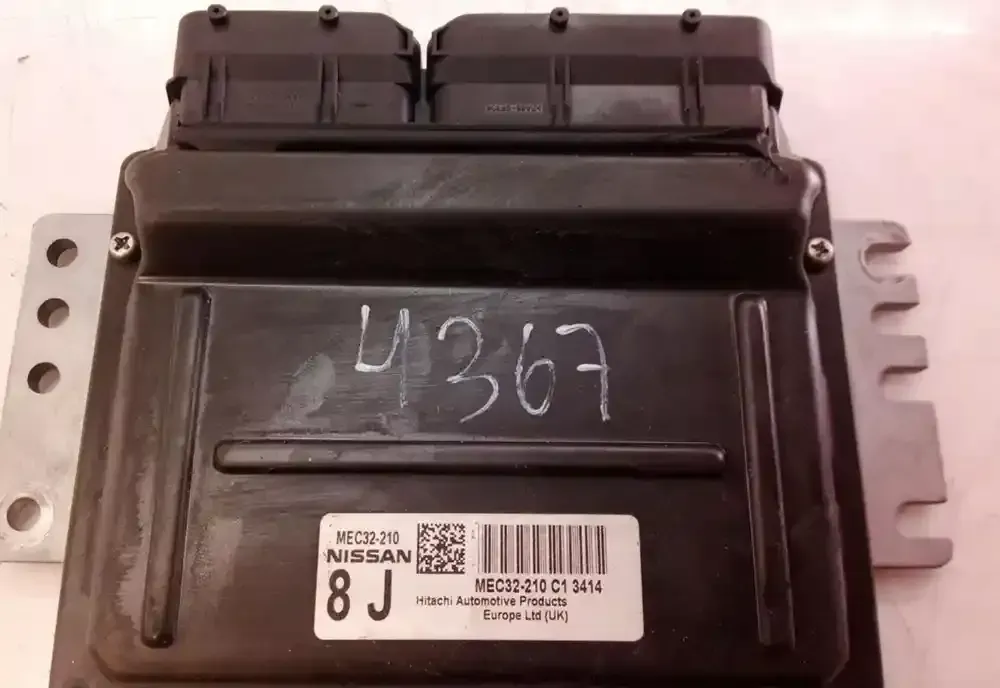 4367
MEC32-210
NISSAN
8 J
MEC32-210 C1 3414
Hitachi Automotive Products
Europe Ltd (UK)